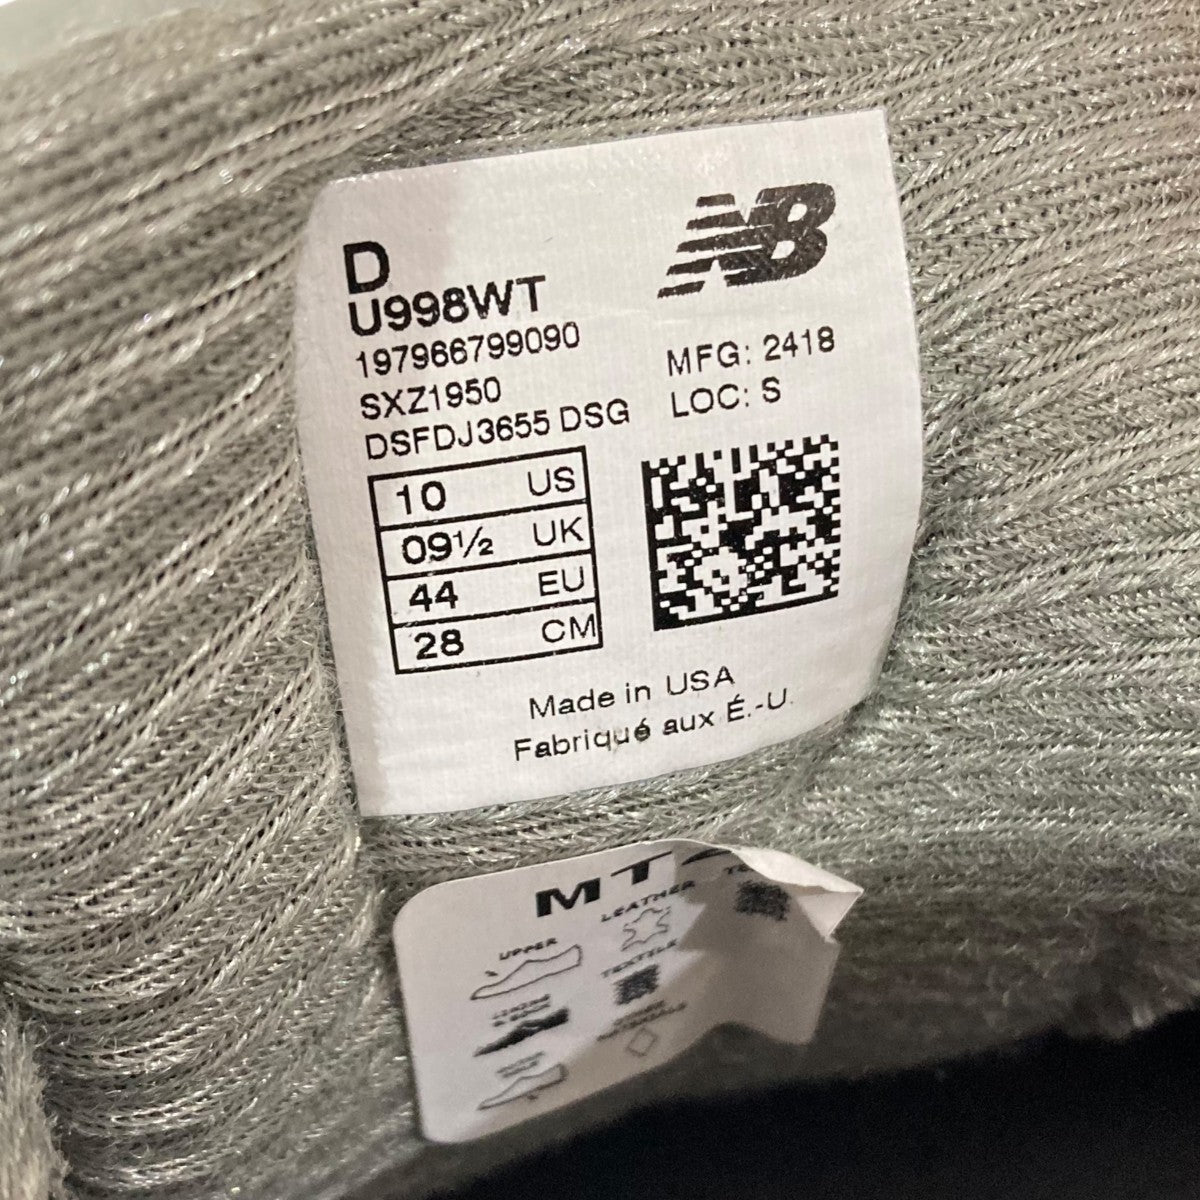 D
NB
U998WT
197966799090
SXZ1950
DSFDJ3655 DSG
MFG: 2418
LOC: S
10 US
09½ UK
44 EU
28 CM
Made in USA
Fabriqué aux É.-U.
MT
UPPER
LEATHER
TEXTILE